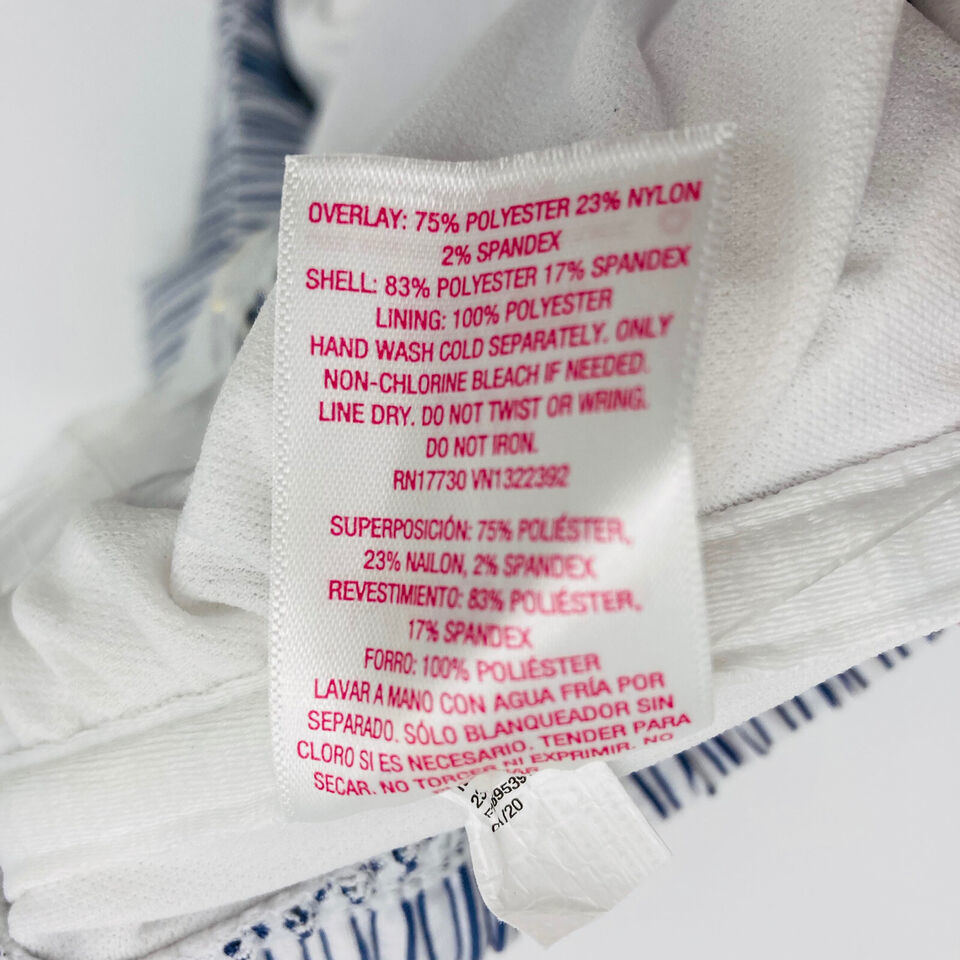 OVERLAY: 75% POLYESTER 23% NYLON
2% SPANDEX
SHELL: 83% POLYESTER 17% SPANDEX
LINING: 100% POLYESTER
HAND WASH COLD SEPARATELY. ONLY
NON-CHLORINE BLEACH IF NEEDED.
LINE DRY. DO NOT TWIST OR WRING.
DO NOT IRON.
RN17730 VN1322392
SUPERPOSICIÓN: 75% POLIÉSTER,
23% NAILON, 2% SPANDEX
REVESTIMIENTO: 83% POLIÉSTER,
17% SPANDEX
FORRO: 100% POLIÉSTER
LAVAR A MANO CON AGUA FRÍA POR
SEPARADO. SÓLO BLANQUEADOR SIN
CLORO SI ES NECESARIO. TENDER PARA
SECAR. NO TORCER NI EXPRIMIR. NO
01/20